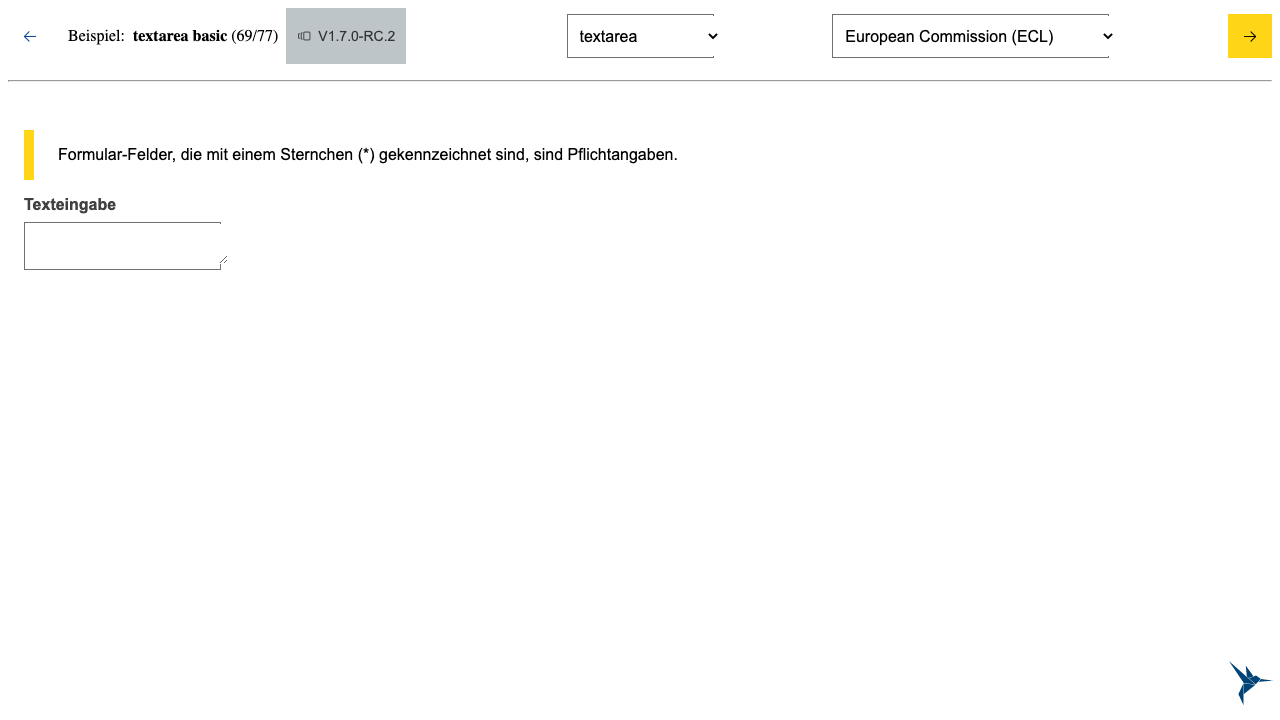 Beispiel: textarea basic (69/77) V1.7.0-RC.2 textarea European Commission (ECL)
Formular-Felder, die mit einem Sternchen (*) gekennzeichnet sind, sind Pflichtangaben.
Texteingabe